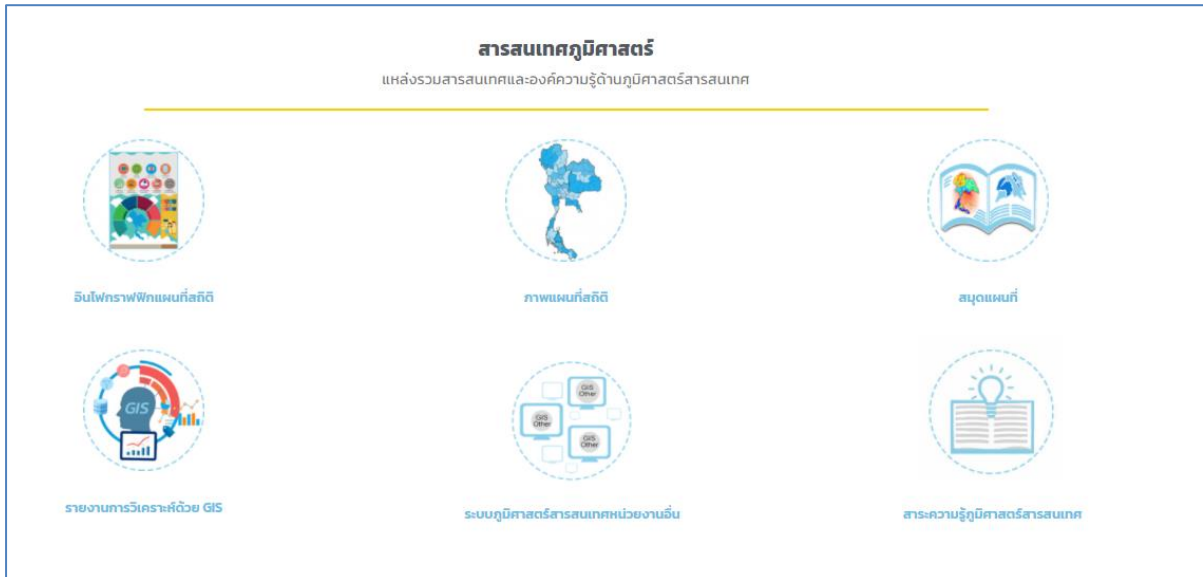 สารสนเทศภูมิศาสตร์
แหล่งรวมสารสนเทศและองค์ความรู้ด้านภูมิศาสตร์สารสนเทศ
อินโฟกราฟฟิกแผนที่สถิติ
ภาพแผนที่สถิติ
สมุดแผนที่
GIS
GIS
Other
GIS
Other
GIS
Other
รายงานการวิเคราะห์ด้วย GIS
ระบบภูมิศาสตร์สารสนเทศหน่วยงานอื่น
สาระความรู้ภูมิศาสตร์สารสนเทศ